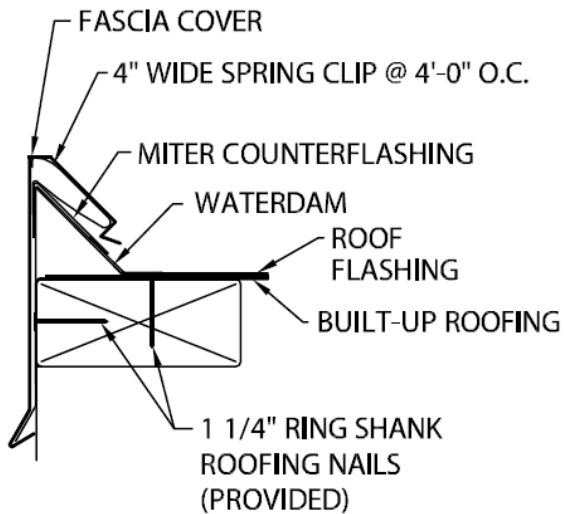 FASCIA COVER
4" WIDE SPRING CLIP @ 4'-0" O.C.
MITER COUNTERFLASHING
WATERDAM
ROOF
FLASHING
BUILT-UP ROOFING
1 1/4" RING SHANK
ROOFING NAILS
(PROVIDED)